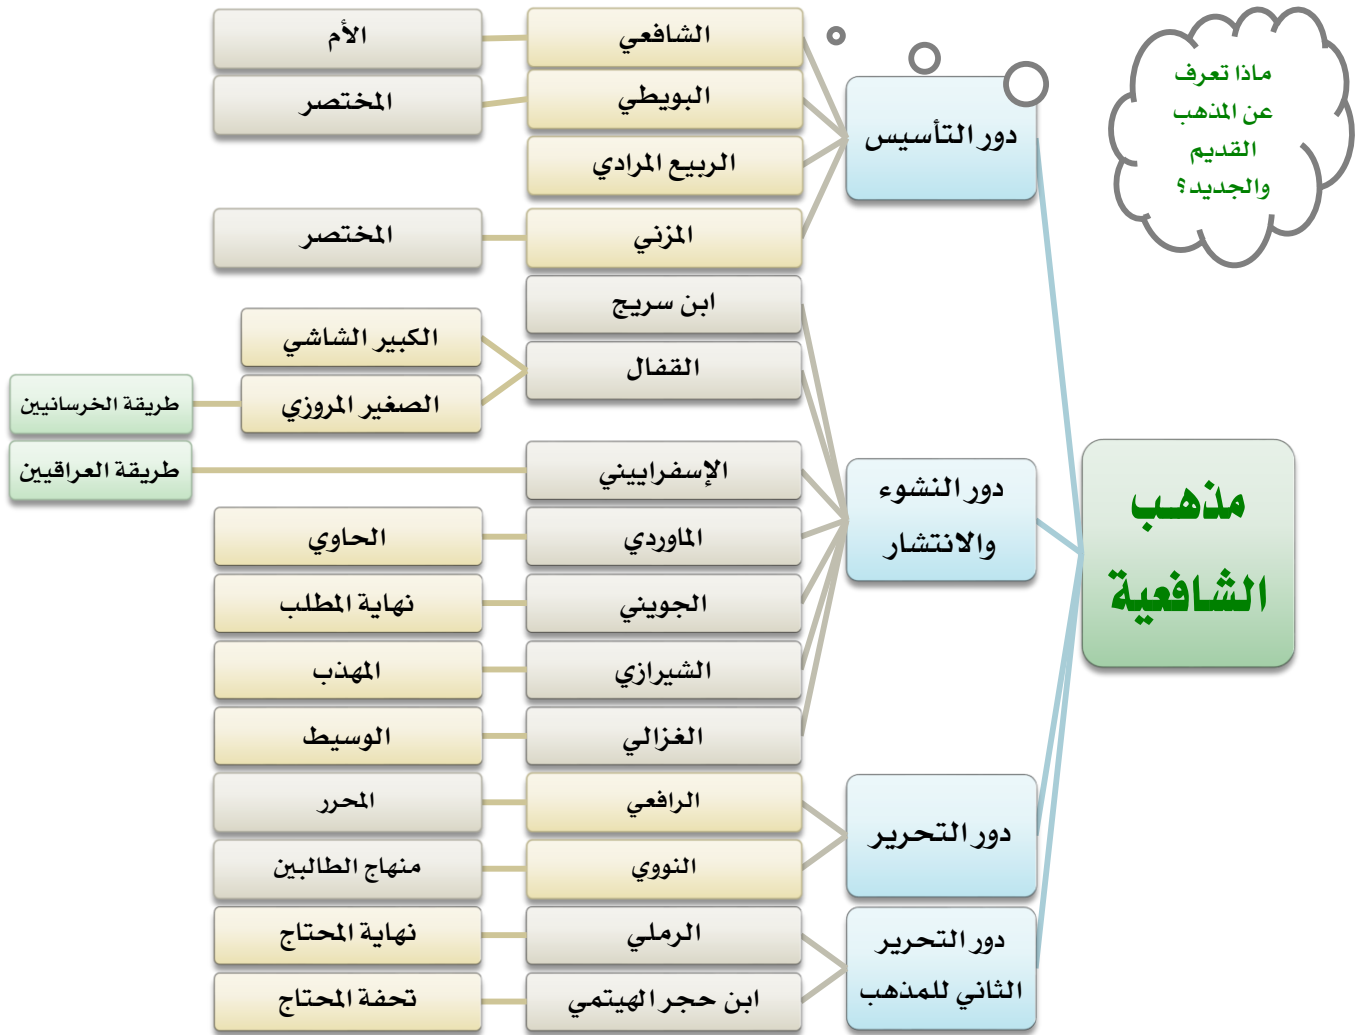 ماذا تعرف
عن المذهب
القديم
والجديد؟
مذهب
الشافعية
دور التأسيس
الشافعي
الأم
البويطي
المختصر
الربيع المرادي
المزني
المختصر
دور النشوء
والانتشار
ابن سريج
القفال
الكبير الشاشي
الصغير المروزي
طريقة الخرسانيين
الإسفراييني
طريقة العراقيين
الماوردي
الحاوي
الجويني
نهاية المطلب
الشيرازي
المهذب
الغزالي
الوسيط
دور التحرير
الرافعي
المحرر
النووي
منهاج الطالبين
دور التحرير
الثاني للمذهب
الرملي
نهاية المحتاج
ابن حجر الهيتمي
تحفة المحتاج